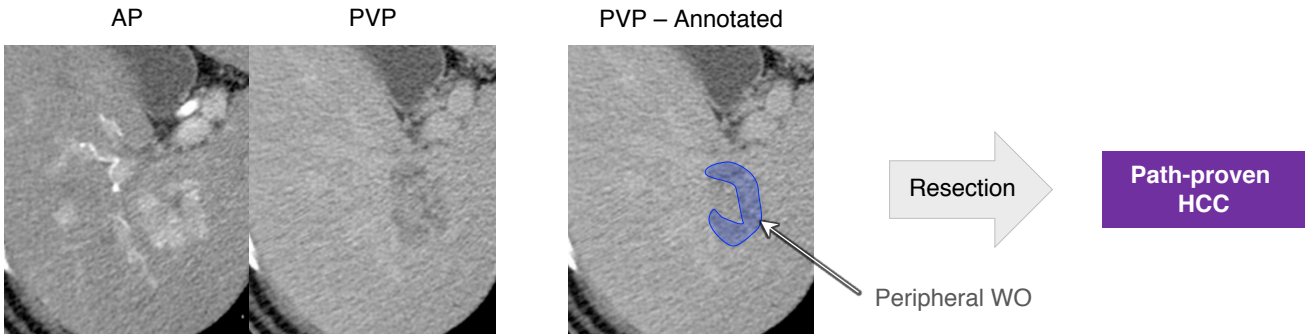 AP
PVP
PVP – Annotated
Resection
Path-proven
HCC
Peripheral WO